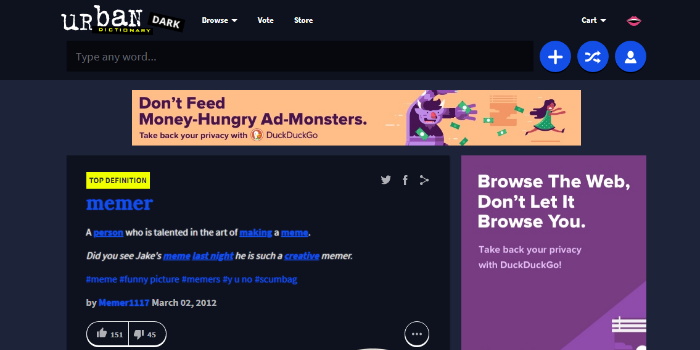 urban DARK
DICTIONARY
Browse Vote Store Cart
Type any word...
Don't Feed
Money-Hungry Ad-Monsters.
Take back your privacy with DuckDuckGo
TOP DEFINITION
memer
A person who is talented in the art of making a meme.
Did you see Jake's meme last night he is such a creative memer.
#meme #funny picture #memers #y u no #scumbag
by Memer1117 March 02, 2012
151 45
Browse The Web,
Don't Let It
Browse You.
Take back your privacy
with DuckDuckGo!